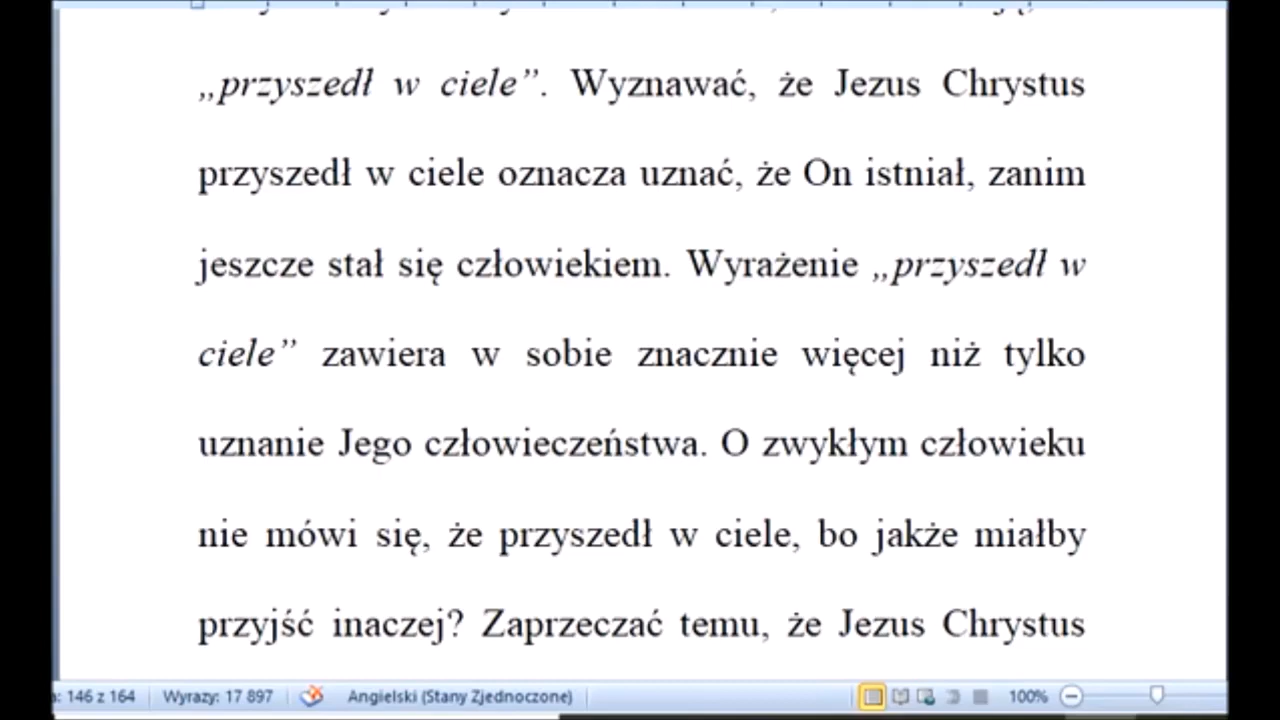 „przyszedł w ciele”. Wyznawać, że Jezus Chrystus
przyszedł w ciele oznacza uznać, że On istniał, zanim
jeszcze stał się człowiekiem. Wyrażenie „przyszedł w
ciele” zawiera w sobie znacznie więcej niż tylko
uznanie Jego człowieczeństwa. O zwykłym człowieku
nie mówi się, że przyszedł w ciele, bo jakże miałby
przyjść inaczej? Zaprzeczać temu, że Jezus Chrystus
146 z 164 Wyrazy: 17 897 Angielski (Stany Zjednoczone) 100%